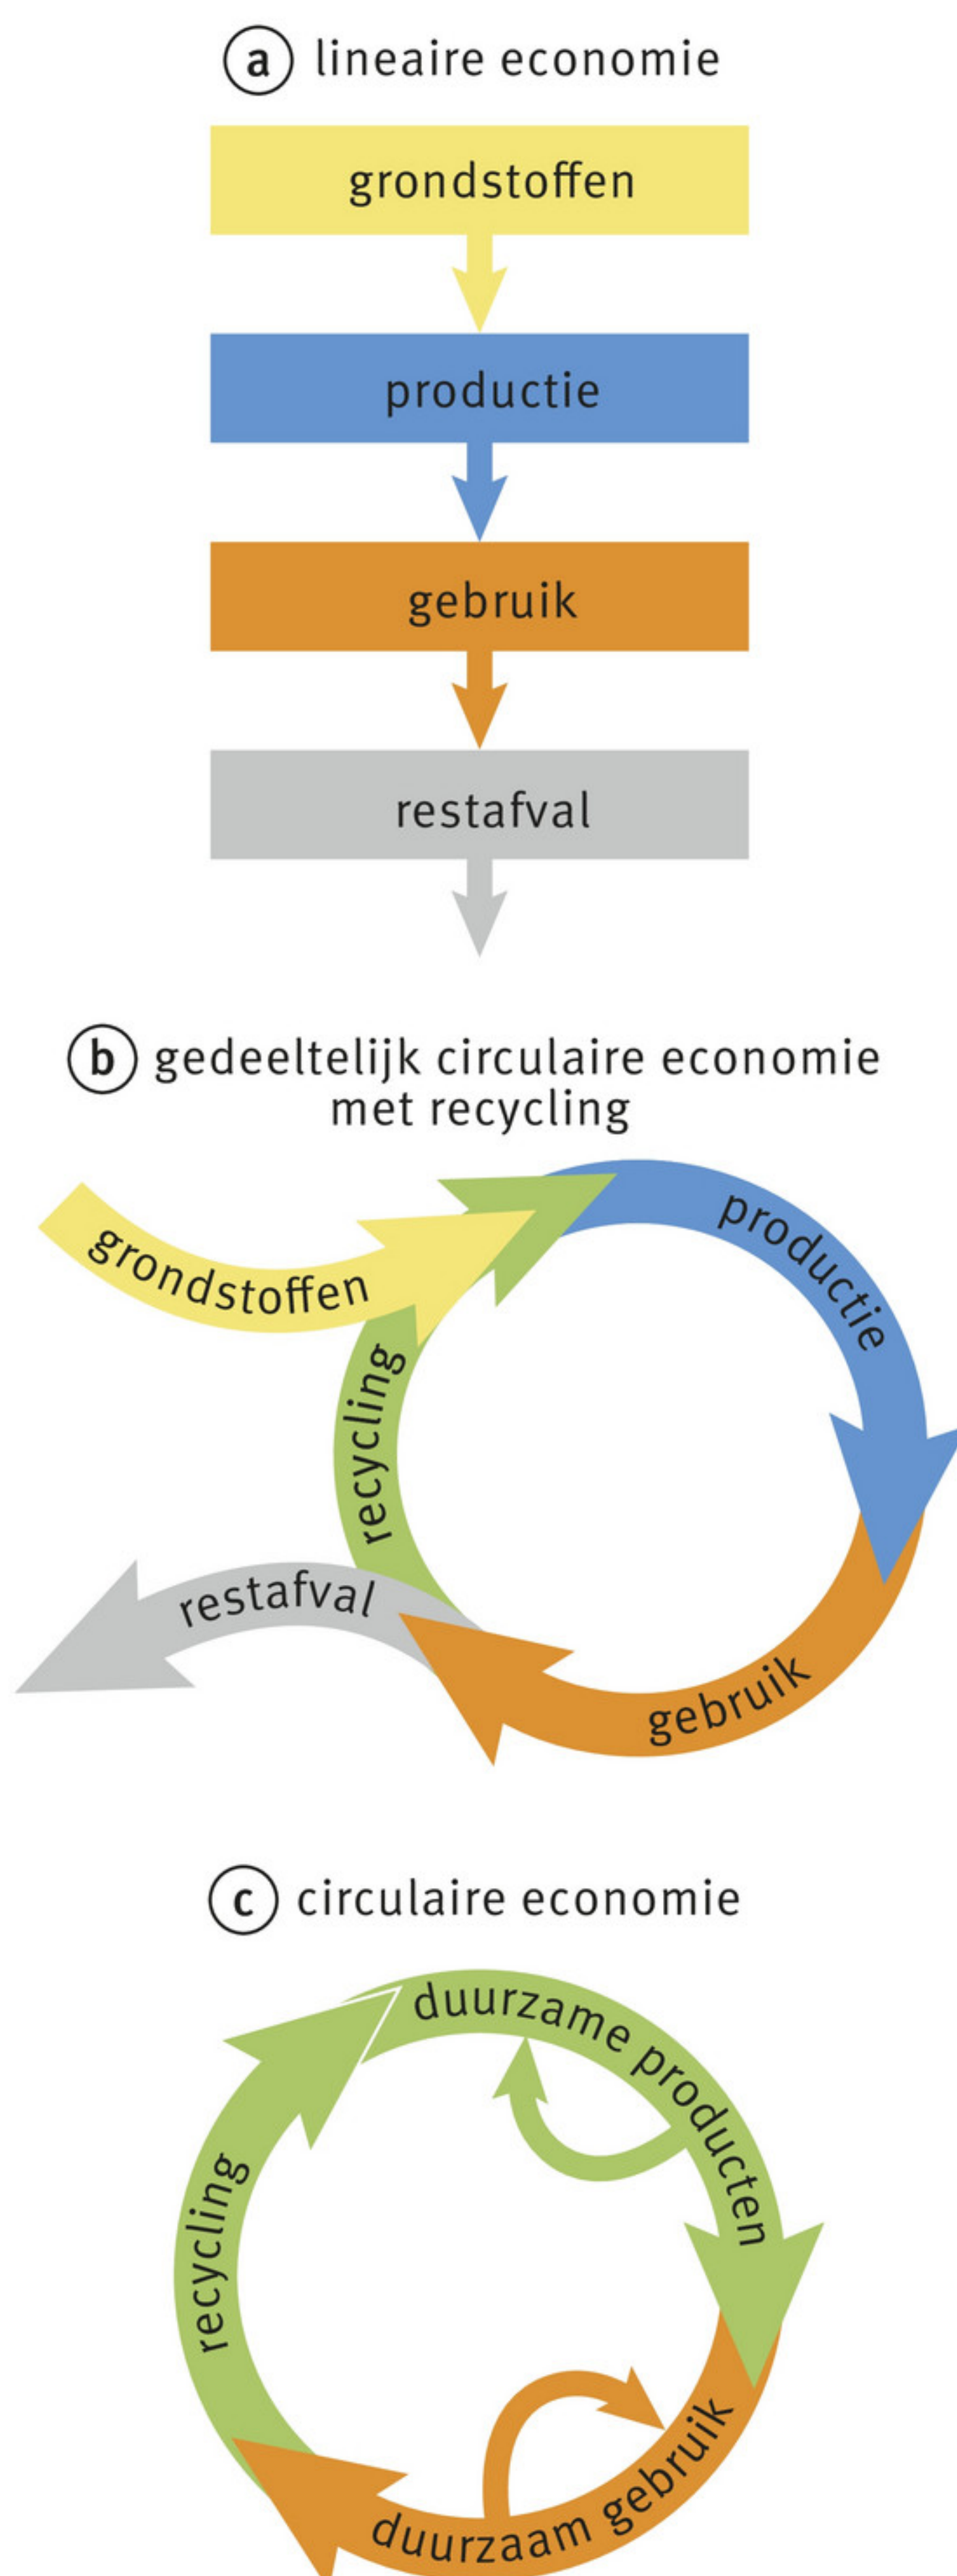 a lineaire economie
grondstoffen
productie
gebruik
restafval
b gedeeltelijk circulaire economie
met recycling
grondstoffen
productie
recycling
restafval
gebruik
c circulaire economie
duurzame producten
recycling
duurzaam gebruik